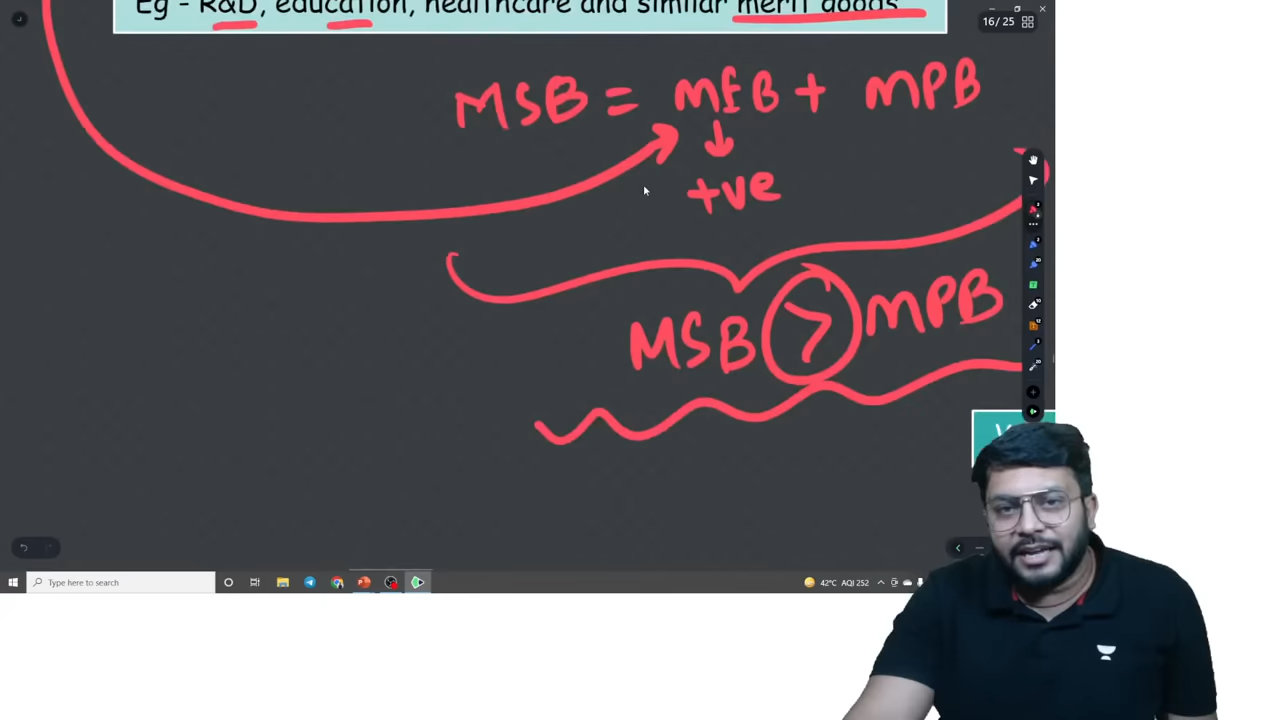 Eg - R&D, education, healthcare and similar merit goods
16/25
MSB = MEB + MPB
+ve
MSB > MPB
Type here to search
42°C AQI 252